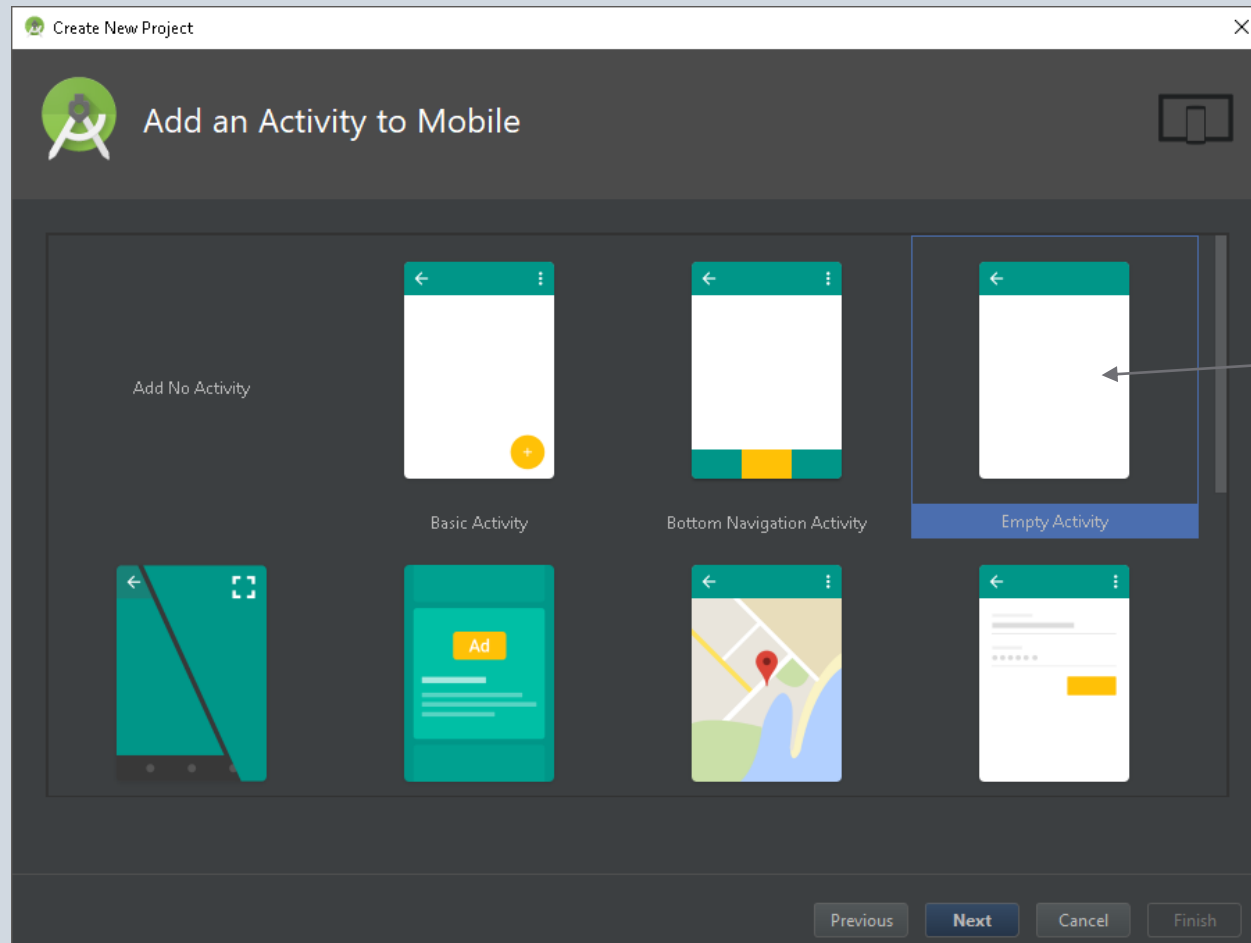 Create New Project
Add an Activity to Mobile
Add No Activity
Basic Activity
Bottom Navigation Activity
Empty Activity
Ad
Previous
Next
Cancel
Finish